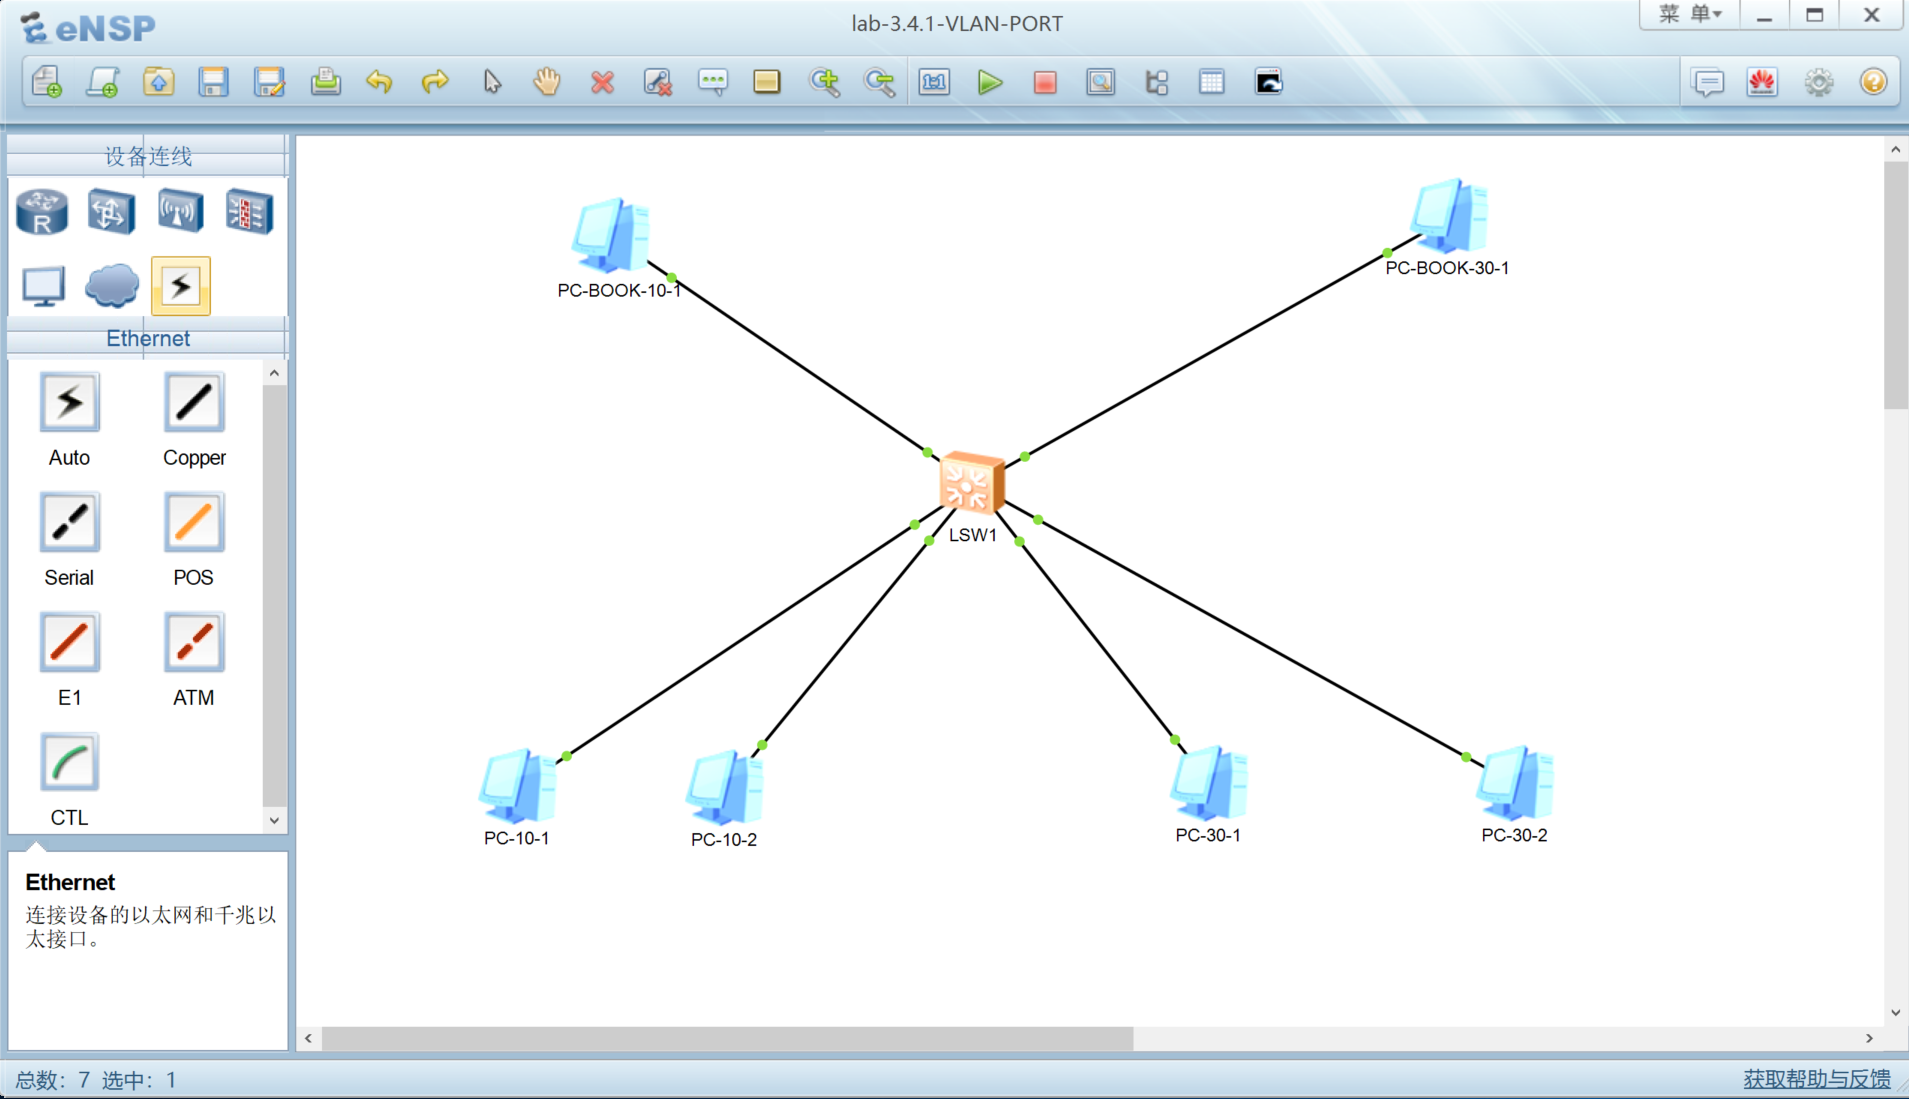 eNSP
lab-3.4.1-VLAN-PORT
菜 单
设备连线
R
Ethernet
Auto
Copper
Serial
POS
E1
ATM
CTL
Ethernet
连接设备的以太网和千兆以
太接口。
1:1
PC-BOOK-10-1
PC-BOOK-30-1
LSW1
PC-10-1
PC-10-2
PC-30-1
PC-30-2
总数：7 选中：1
获取帮助与反馈